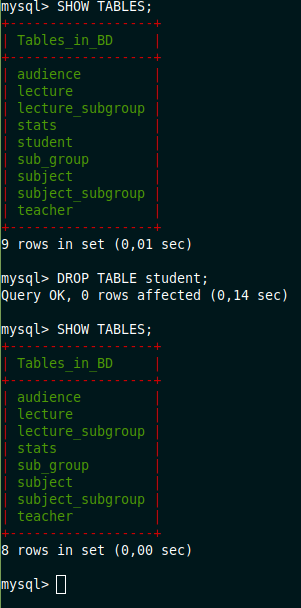 mysql> SHOW TABLES;
+------------------+
| Tables_in_BD     |
+------------------+
| audience         |
| lecture          |
| lecture_subgroup |
| stats            |
| student          |
| sub_group        |
| subject          |
| subject_subgroup |
| teacher          |
+------------------+
9 rows in set (0,01 sec)
mysql> DROP TABLE student;
Query OK, 0 rows affected (0,14 sec)
mysql> SHOW TABLES;
+------------------+
| Tables_in_BD     |
+------------------+
| audience         |
| lecture          |
| lecture_subgroup |
| stats            |
| sub_group        |
| subject          |
| subject_subgroup |
| teacher          |
+------------------+
8 rows in set (0,00 sec)
mysql>